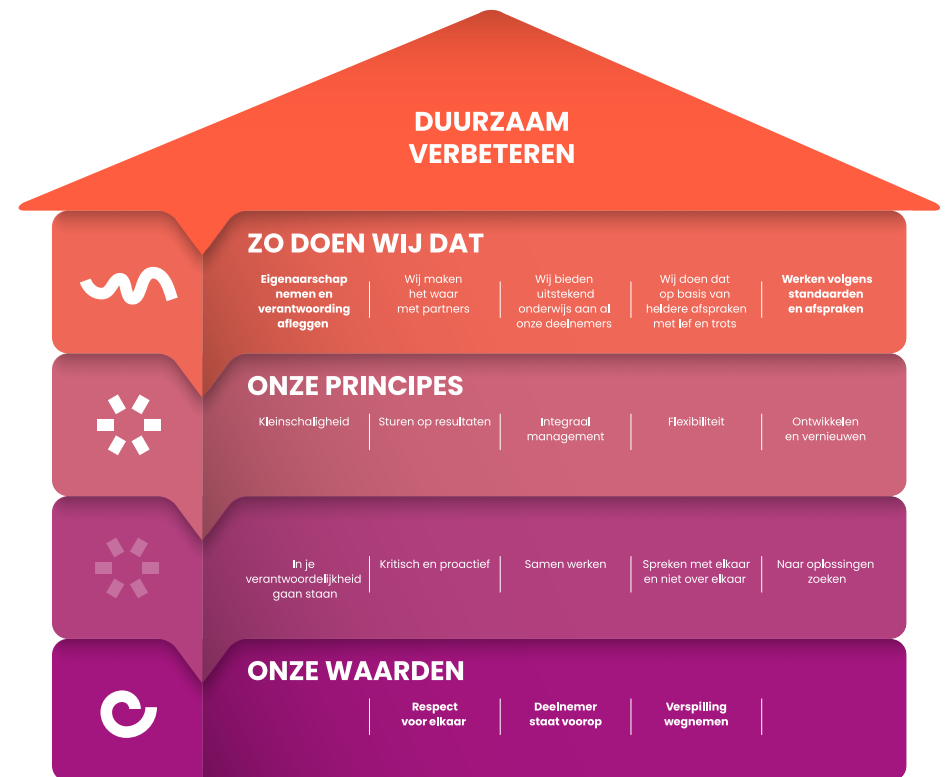 DUURZAAM
VERBETEREN
ZO DOEN WIJ DAT
Eigenaarschap
nemen en
verantwoording
afleggen
Wij maken
het waar
met partners
Wij bieden
uitstekend
onderwijs aan al
onze deelnemers
Wij doen dat
op basis van
heldere afspraken
met lef en trots
Werken volgens
standaarden
en afspraken
ONZE PRINCIPES
Kleinschaligheid
Sturen op resultaten
Integraal
management
Flexibiliteit
Ontwikkelen
en vernieuwen
In je
verantwoordelijkheid
gaan staan
Kritisch en proactief
Samen werken
Spreken met elkaar
en niet over elkaar
Naar oplossingen
zoeken
ONZE WAARDEN
Respect
voor elkaar
Deelnemer
staat voorop
Verspilling
wegnemen